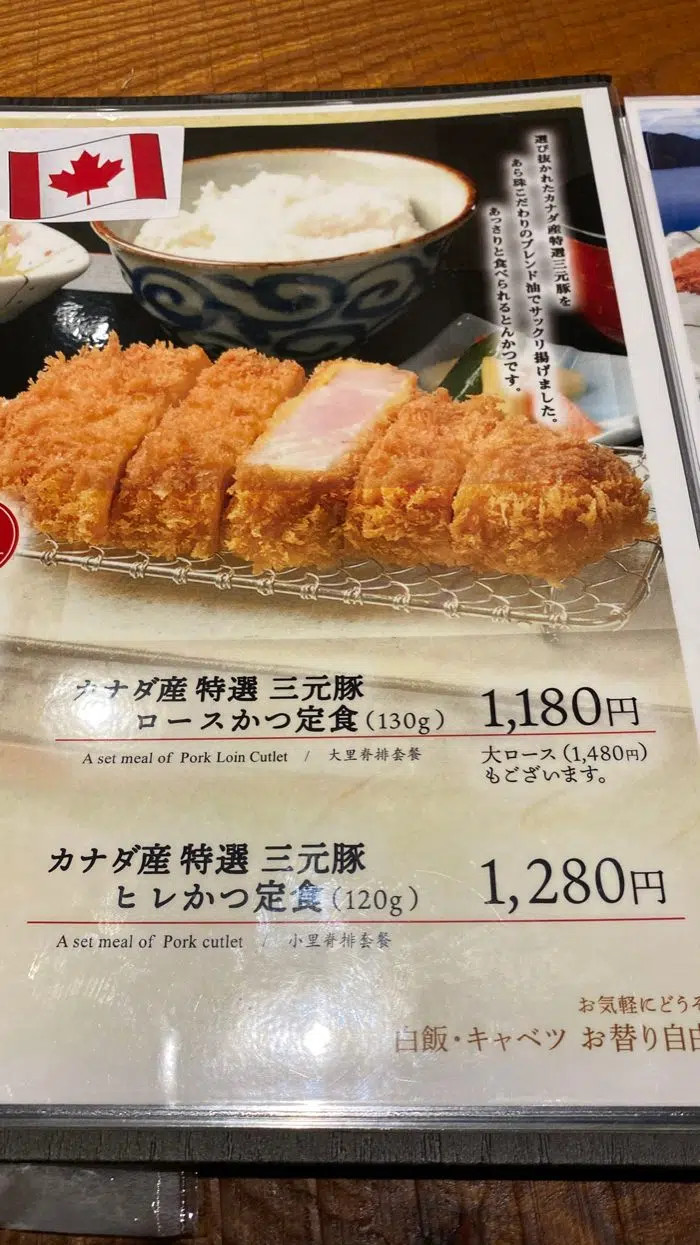 選び抜かれたカナダ産特選三元豚を
あら珠こだわりのブレンド油でサックリ揚げました。
あっさりと食べられるとんかつです。
カナダ産 特選 三元豚
ロースかつ定食(130g)
1,180円
A set meal of Pork Loin Cutlet / 大里脊排套餐
大ロース(1,480円)
もございます。
カナダ産 特選 三元豚
ヒレかつ定食(120g)
1,280円
A set meal of Pork cutlet / 小里脊排套餐
お気軽にどうぞ
白飯・キャベツ お替り自由